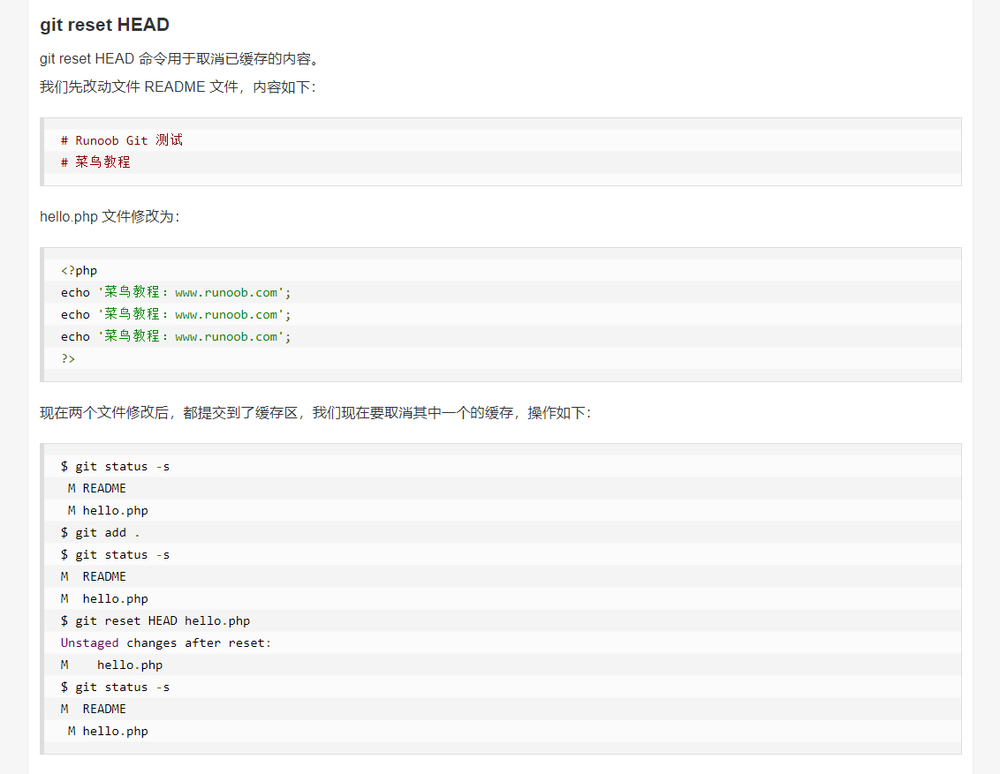 git reset HEAD
git reset HEAD 命令用于取消已缓存的内容。
我们先改动文件 README 文件，内容如下：
# Runoob Git 测试
# 菜鸟教程
hello.php 文件修改为：
<?php
echo '菜鸟教程：www.runoob.com';
echo '菜鸟教程：www.runoob.com';
echo '菜鸟教程：www.runoob.com';
?>
现在两个文件修改后，都提交到了缓存区，我们现在要取消其中一个的缓存，操作如下：
$ git status -s
 M README
 M hello.php
$ git add .
$ git status -s
M  README
M  hello.php
$ git reset HEAD hello.php
Unstaged changes after reset:
M    hello.php
$ git status -s
M  README
 M hello.php